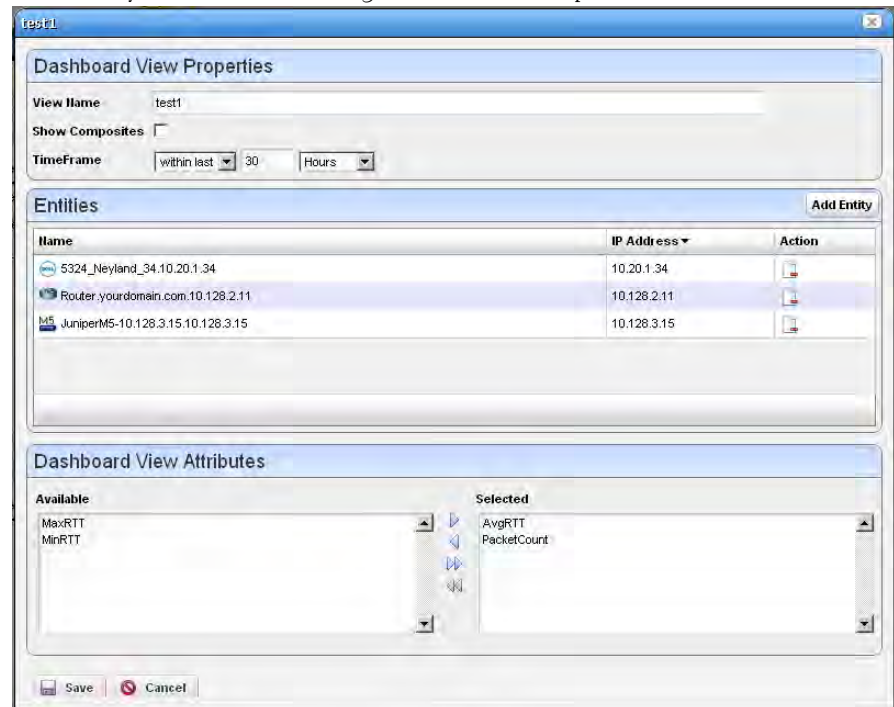 test1
Dashboard View Properties
View Name test1
Show Composites
TimeFrame within last 30 Hours
Entities Add Entity
Name IP Address Action
5324_Neyland_34.10.20.1.34 10.20.1.34
Router.yourdomain.com.10.128.2.11 10.128.2.11
M5 JuniperM5-10.128.3.15.10.128.3.15 10.128.3.15
Dashboard View Attributes
Available Selected
MaxRTT AvgRTT
MinRTT PacketCount
Save Cancel